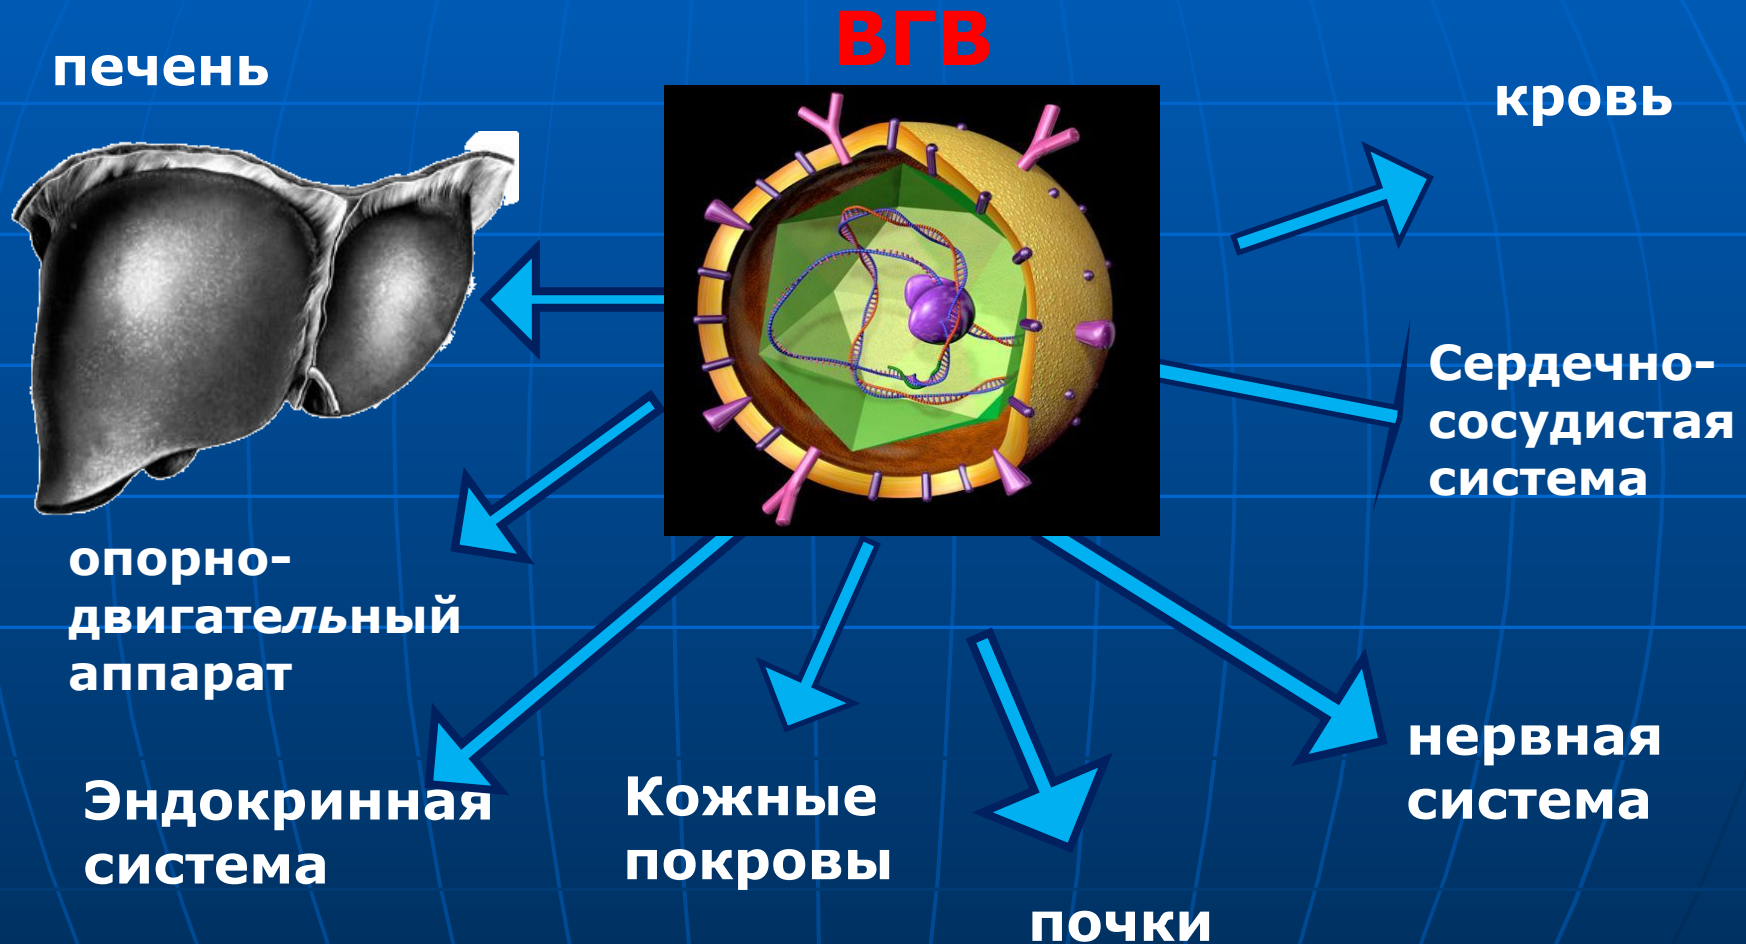 ВГВ
печень
кровь
Сердечно-
сосудистая
система
опорно-
двигательный
аппарат
нервная
система
Эндокринная
система
Кожные
покровы
почки